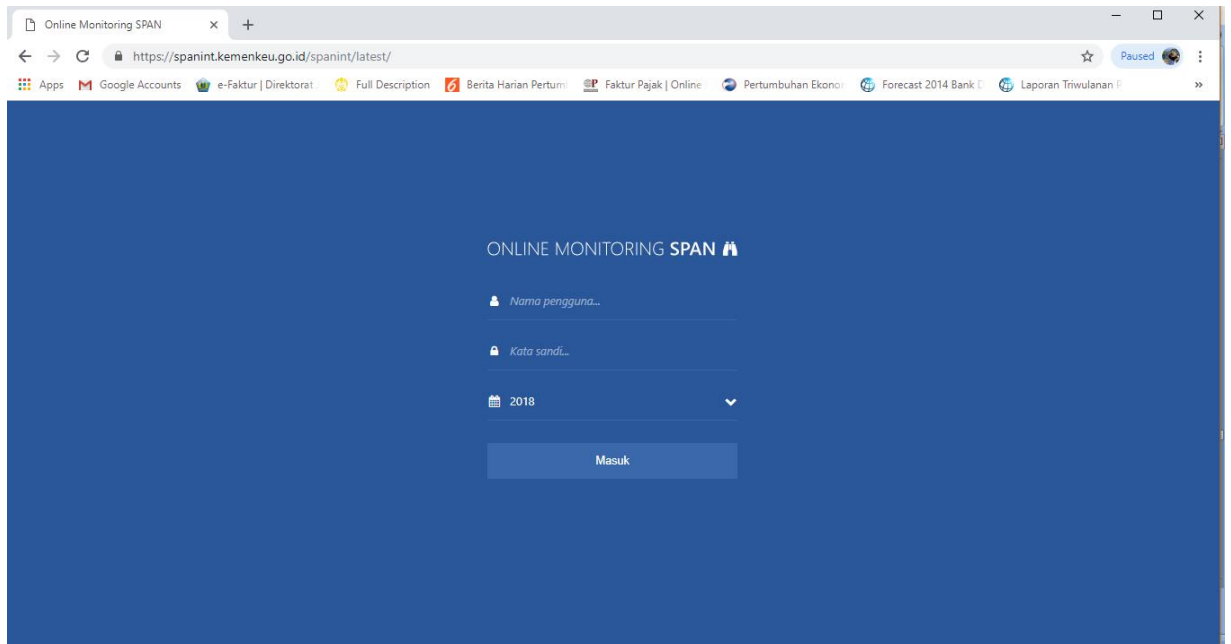 Online Monitoring SPAN
https://spanint.kemenkeu.go.id/spanint/latest/
Paused
Apps Google Accounts e-Faktur | Direktorat Full Description Berita Harian Pertum Faktur Pajak | Online Pertumbuhan Ekonor Forecast 2014 Bank Laporan Triwulanan
ONLINE MONITORING SPAN
Nama pengguna...
Kata sandi...
2018
Masuk